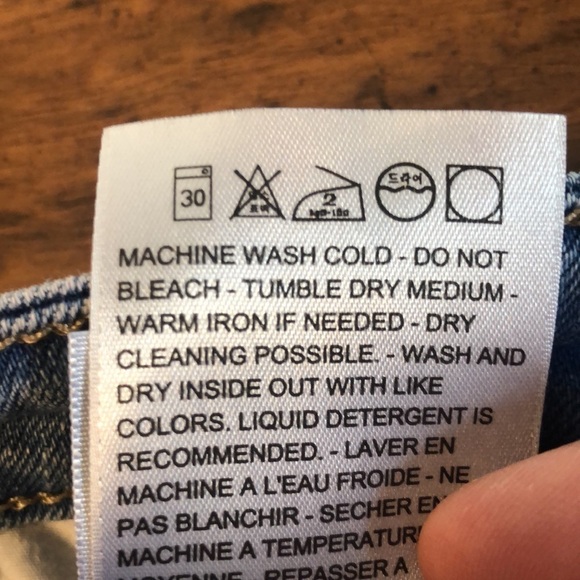 30 2 드라이
MACHINE WASH COLD - DO NOT
BLEACH - TUMBLE DRY MEDIUM -
WARM IRON IF NEEDED - DRY
CLEANING POSSIBLE. - WASH AND
DRY INSIDE OUT WITH LIKE
COLORS. LIQUID DETERGENT IS
RECOMMENDED. - LAVER EN
MACHINE A L'EAU FROIDE - NE
PAS BLANCHIR - SECHER EN
MACHINE A TEMPERATURE
MOYENNE - REPASSER A